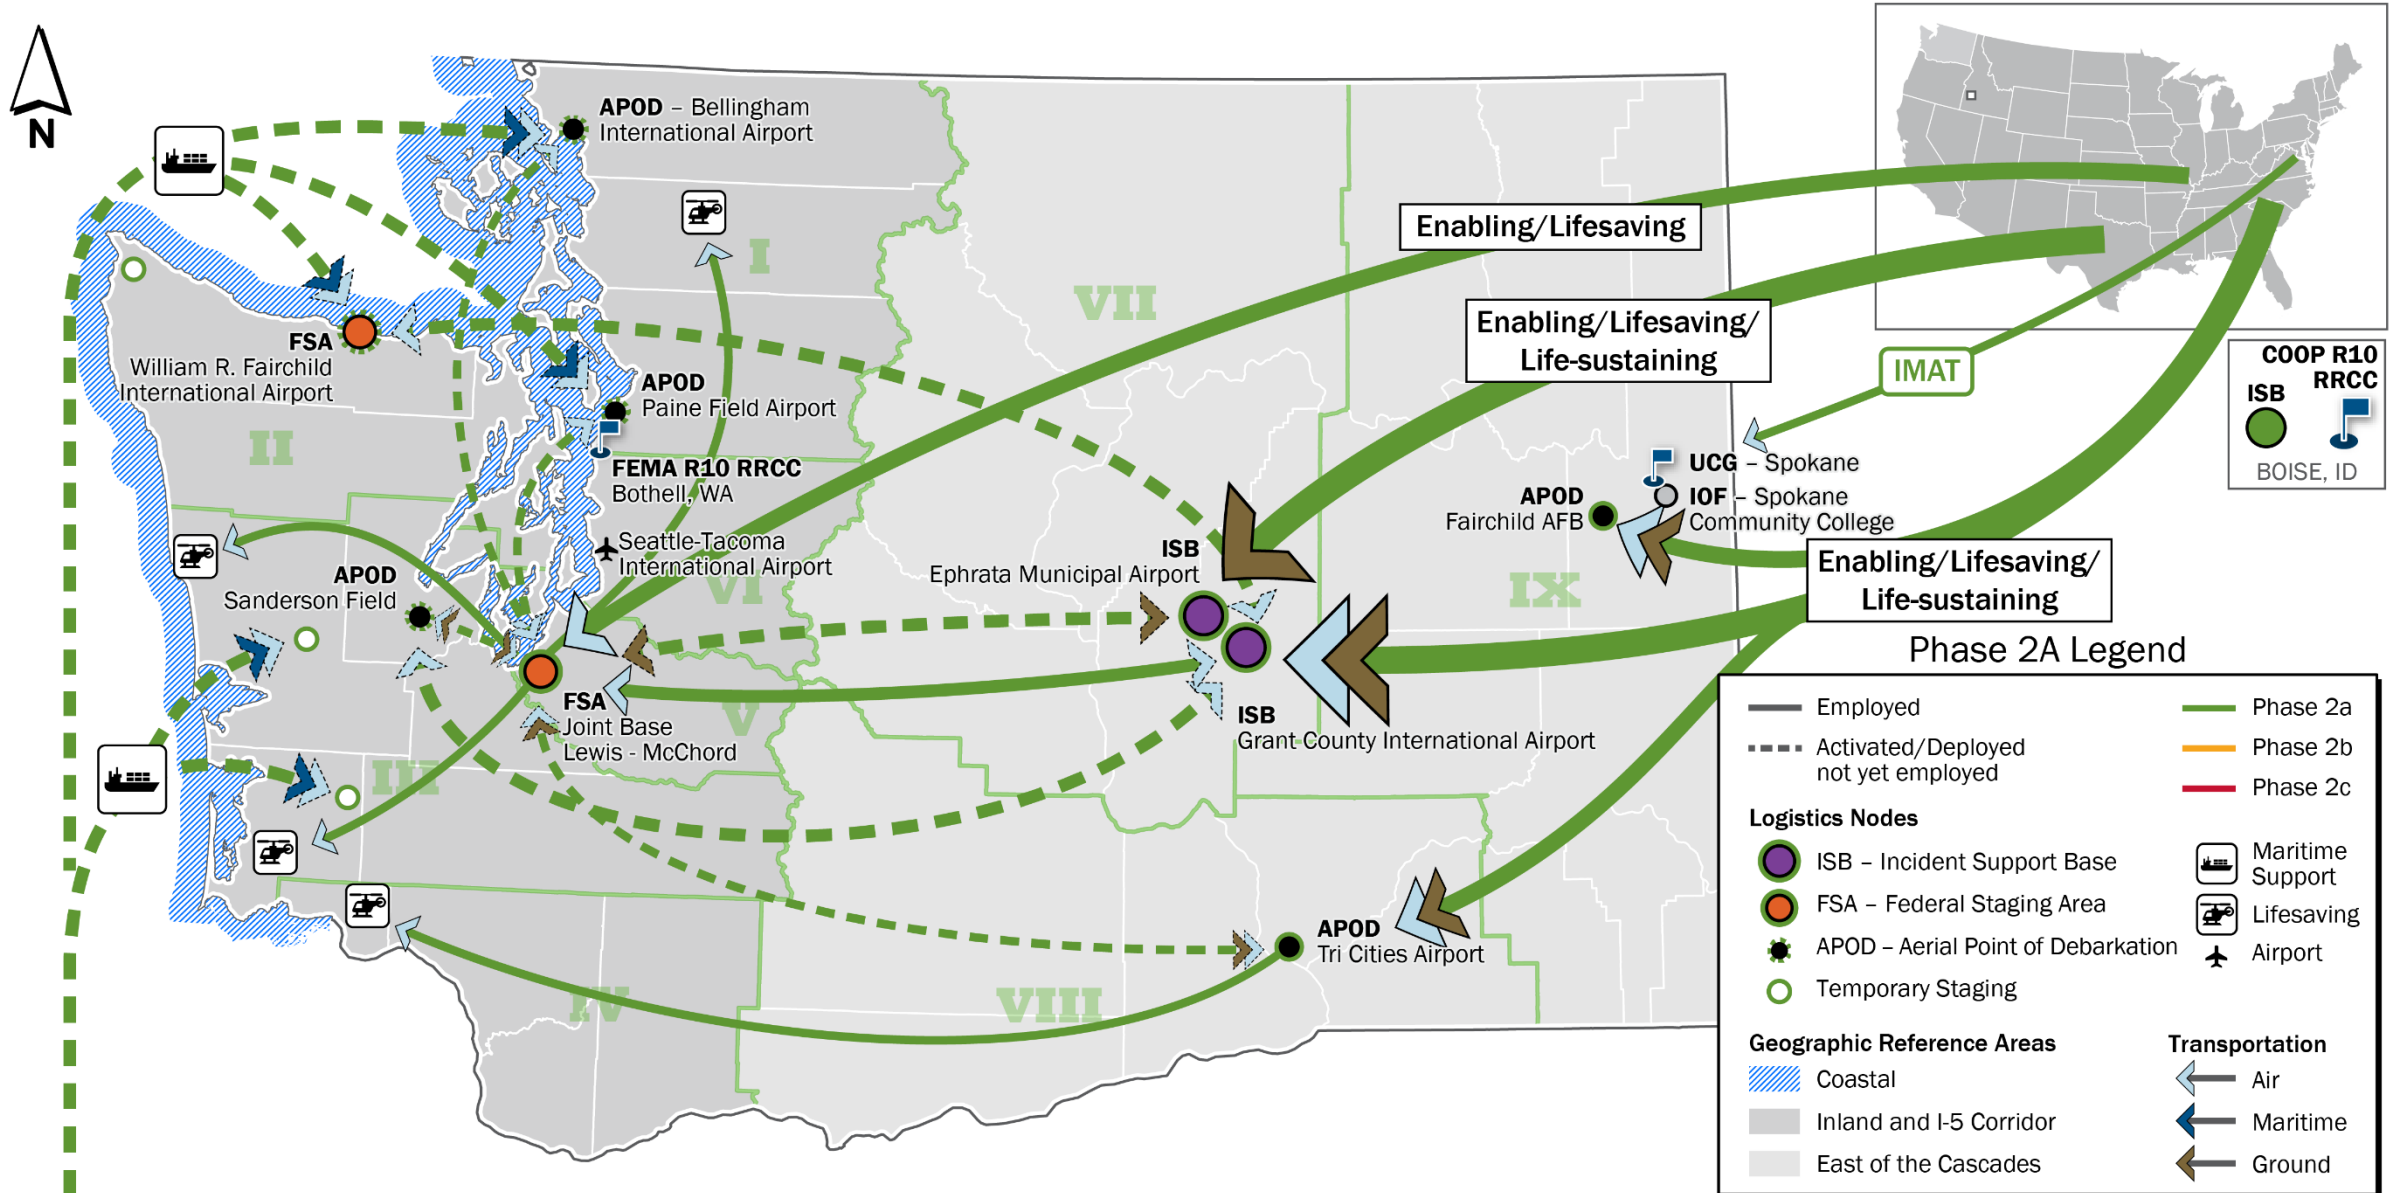 N
APOD – Bellingham
International Airport
I
VII
Enabling/Lifesaving
Enabling/Lifesaving/
Life-sustaining
IMAT
COOP R10
RRCC
ISB
BOISE, ID
FSA
William R. Fairchild
International Airport
APOD
Paine Field Airport
II
FEMA R10 RRCC
Bothell, WA
UCG – Spokane
IOF – Spokane
Community College
APOD
Fairchild AFB
Seattle-Tacoma
International Airport
VI
ISB
Ephrata Municipal Airport
IX
APOD
Sanderson Field
Enabling/Lifesaving/
Life-sustaining
FSA
Joint Base
Lewis - McChord
V
III
ISB
Grant County International Airport
APOD
Tri Cities Airport
IV
VIII
Phase 2A Legend
Employed
Activated/Deployed
not yet employed
Phase 2a
Phase 2b
Phase 2c
Logistics Nodes
ISB – Incident Support Base
FSA – Federal Staging Area
APOD – Aerial Point of Debarkation
Temporary Staging
Maritime
Support
Lifesaving
Airport
Geographic Reference Areas
Coastal
Inland and I-5 Corridor
East of the Cascades
Transportation
Air
Maritime
Ground